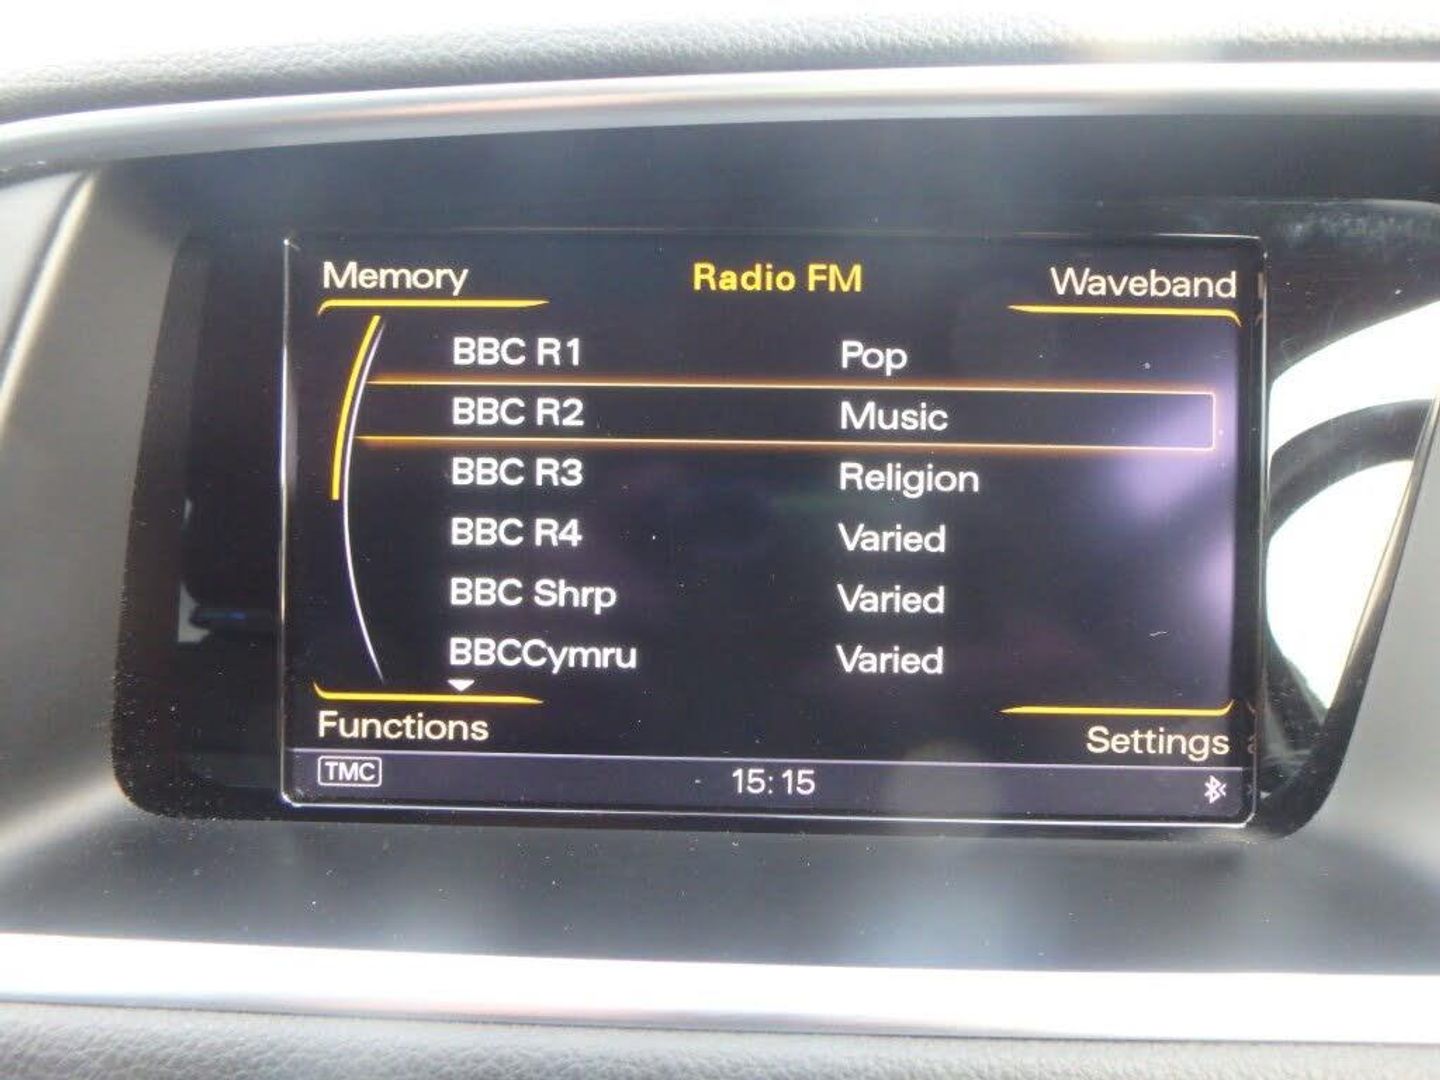 Memory Radio FM Waveband
BBC R1 Pop
BBC R2 Music
BBC R3 Religion
BBC R4 Varied
BBC Shrp Varied
BBCCymru Varied
Functions Settings
TMC 15:15